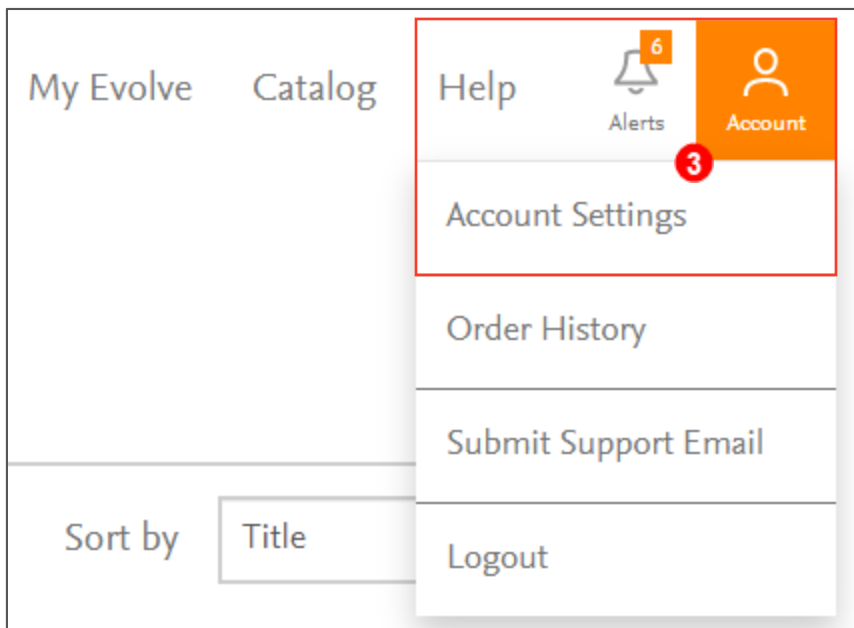 My Evolve Catalog Help 6
Alerts Account
3
Account Settings
Order History
Submit Support Email
Sort by Title
Logout